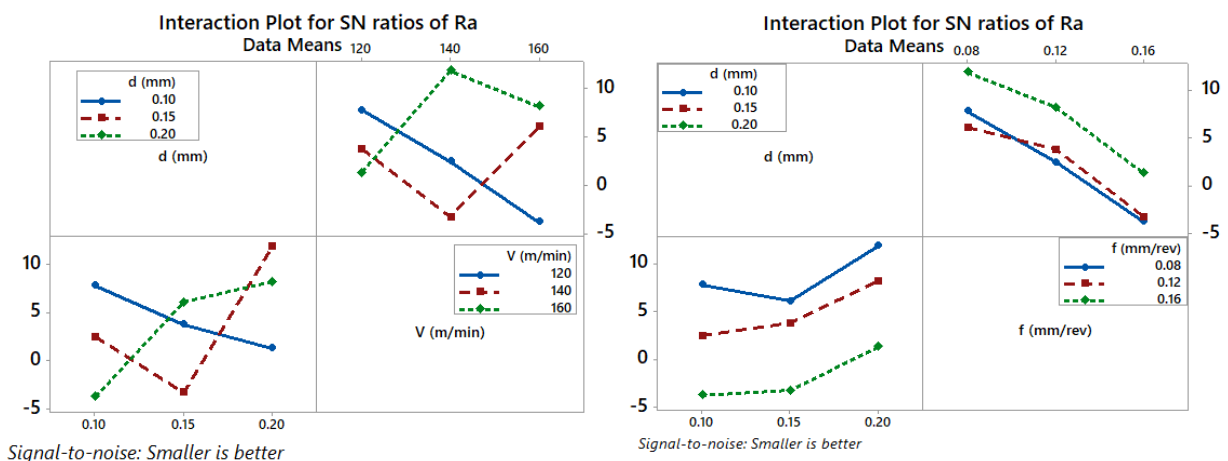 Interaction Plot for SN ratios of Ra
Data Means
120 140 160
d (mm)
0.10
0.15
0.20
d (mm)
10
5
0
-5
10
5
0
-5
V (m/min)
120
140
160
V (m/min)
0.10 0.15 0.20
Signal-to-noise: Smaller is better
Interaction Plot for SN ratios of Ra
Data Means
0.08 0.12 0.16
d (mm)
0.10
0.15
0.20
d (mm)
10
5
0
-5
10
5
0
-5
f (mm/rev)
0.08
0.12
0.16
f (mm/rev)
0.10 0.15 0.20
Signal-to-noise: Smaller is better